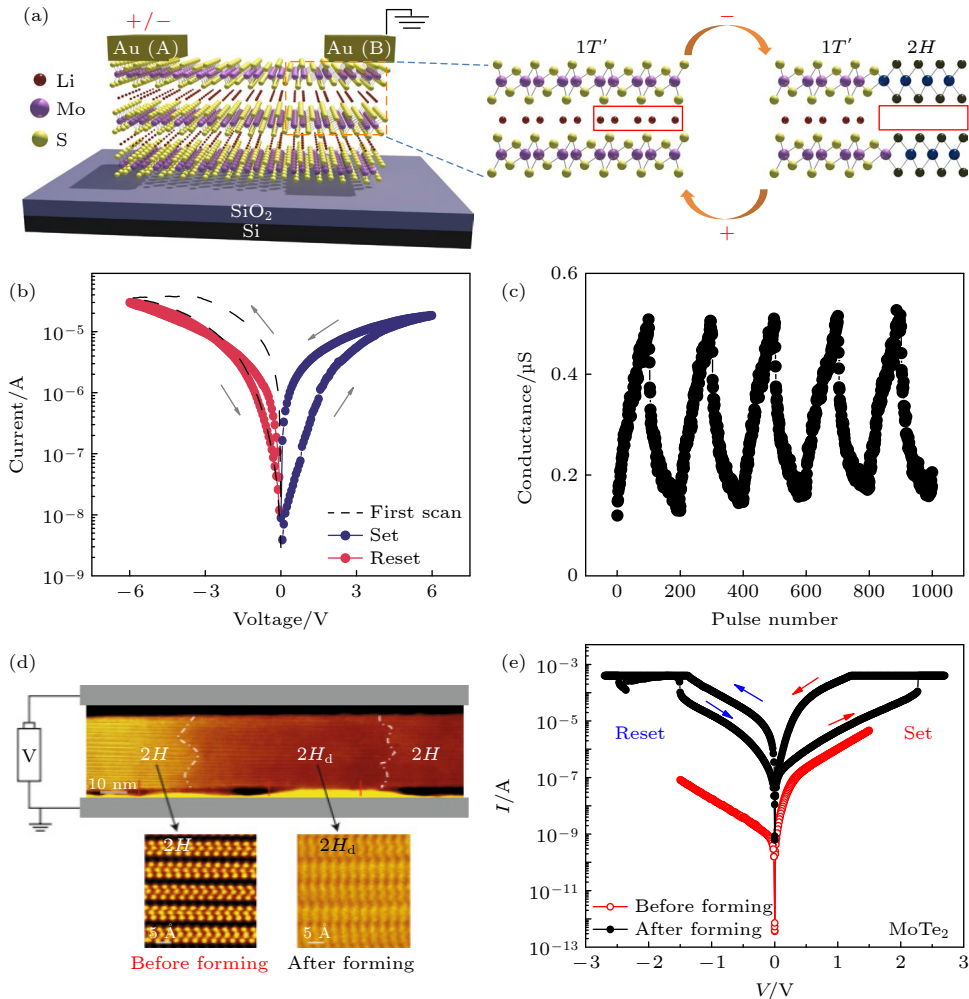 (a)
+/−
Au (A)
Au (B)
Li
Mo
S
SiO2
Si
1T′
−
1T′
2H
+
(b)
10−5
10−6
10−7
10−8
10−9
Current/A
First scan
Set
Reset
−6
−3
0
3
6
Voltage/V
(c)
0.6
0.4
0.2
0
Conductance/μS
0
200
400
600
800
1000
Pulse number
(d)
V
2H
2Hd
2H
10 nm
2H
5 Å
Before forming
2Hd
5 Å
After forming
(e)
10−3
10−5
10−7
10−9
10−11
10−13
I/A
Reset
Set
Before forming
After forming
MoTe2
−3
−2
−1
0
1
2
3
V/V